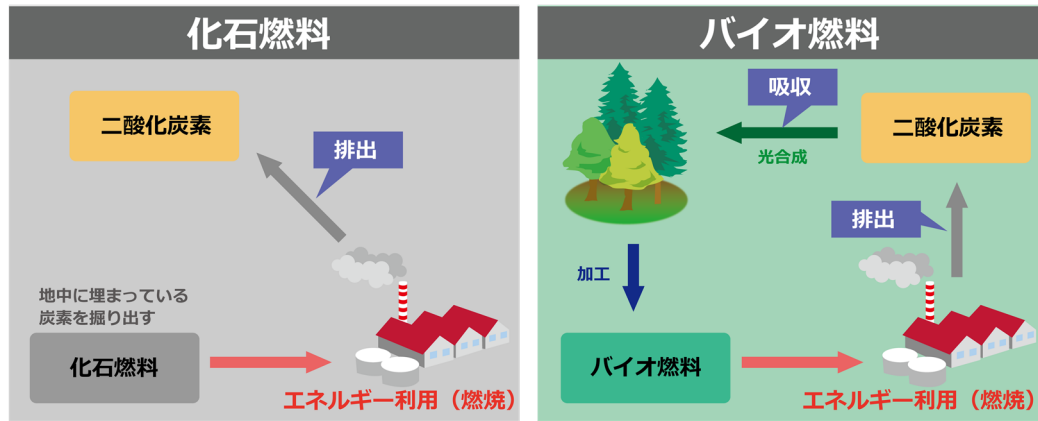 化石燃料
二酸化炭素
排出
地中に埋まっている
炭素を掘り出す
化石燃料
エネルギー利用（燃焼）
バイオ燃料
吸収
二酸化炭素
光合成
排出
加工
バイオ燃料
エネルギー利用（燃焼）